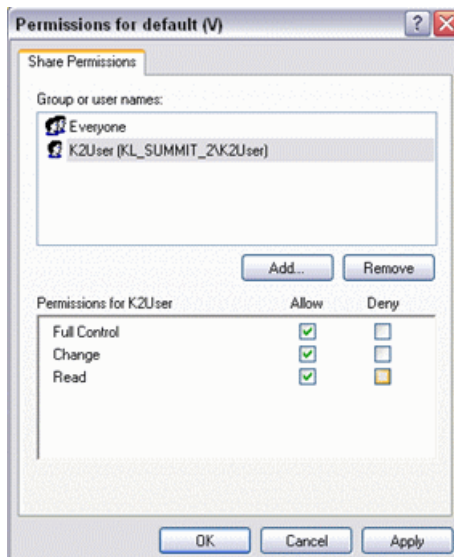 Permissions for default (V)
Share Permissions
Group or user names:
Everyone
K2User (KL_SUMMIT_2\K2User)
Add... Remove
Permissions for K2User Allow Deny
Full Control
Change
Read
OK Cancel Apply